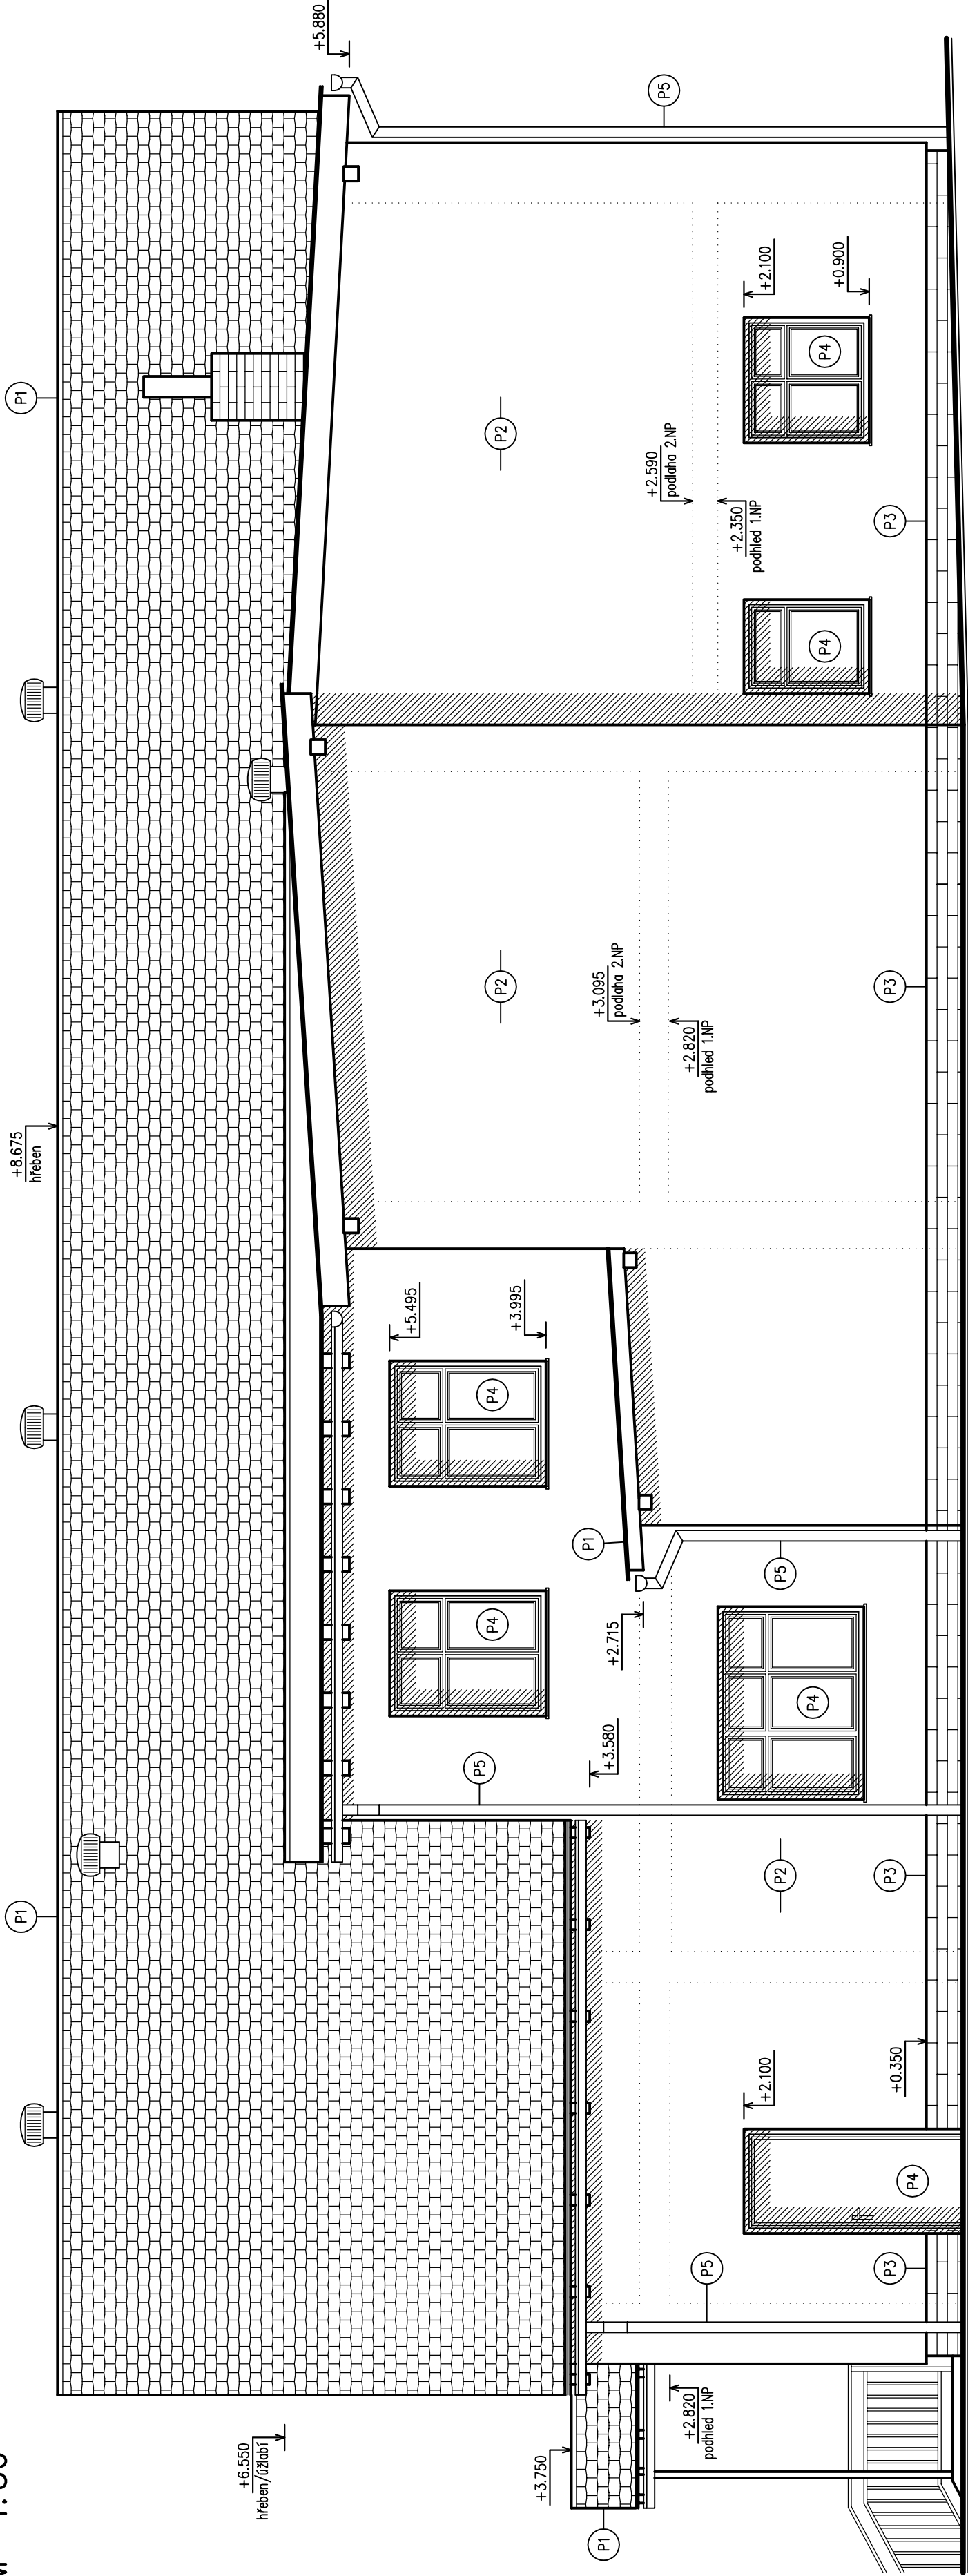 P1
+8.675
hřeben
P1
+6.550
hřeben/úžlabí
+5.880
+5.495
P5
P4
P4
P2
P2
+3.995
+3.750
P1
P1
+3.580
+3.095
podlaha 2.NP
+2.715
+2.590
podlaha 2.NP
P5
+2.820
podhled 1.NP
+2.820
podhled 1.NP
P5
+2.350
podhled 1.NP
+2.100
+2.100
P2
P5
P4
P4
P4
+0.900
P3
+0.350
P3
P3
P3
P4